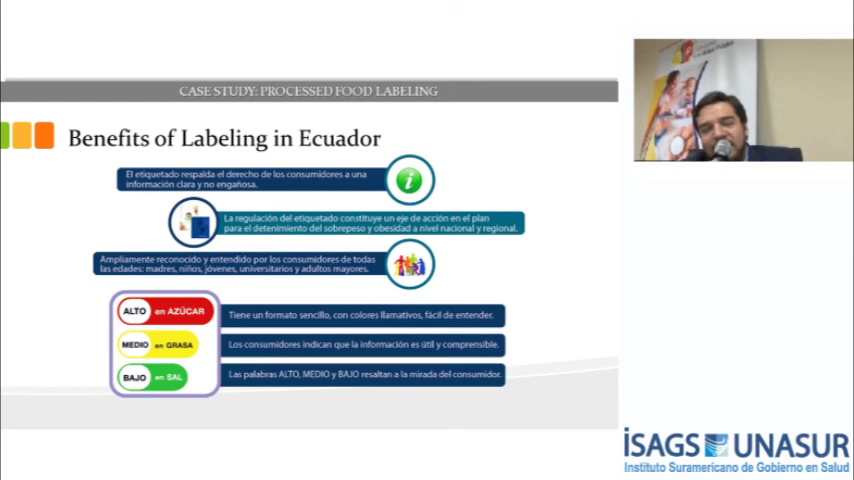 CASE STUDY: PROCESSED FOOD LABELING
Benefits of Labeling in Ecuador
El etiquetado respalda el derecho de los consumidores a una
información clara y no engañosa.
i
La regulación del etiquetado constituye un eje de acción en el plan
para el detenimiento del sobrepeso y obesidad a nivel nacional y regional.
Ampliamente reconocido y entendido por los consumidores de todas
las edades: madres, niños, jóvenes, universitarios y adultos mayores.
ALTO en AZÚCAR
Tiene un formato sencillo, con colores llamativos, fácil de entender.
MEDIO en GRASA
Los consumidores indican que la información es útil y comprensible.
BAJO en SAL
Las palabras ALTO, MEDIO y BAJO resaltan a la mirada del consumidor.
iSAGS UNASUR
Instituto Suramericano de Gobierno en Salud